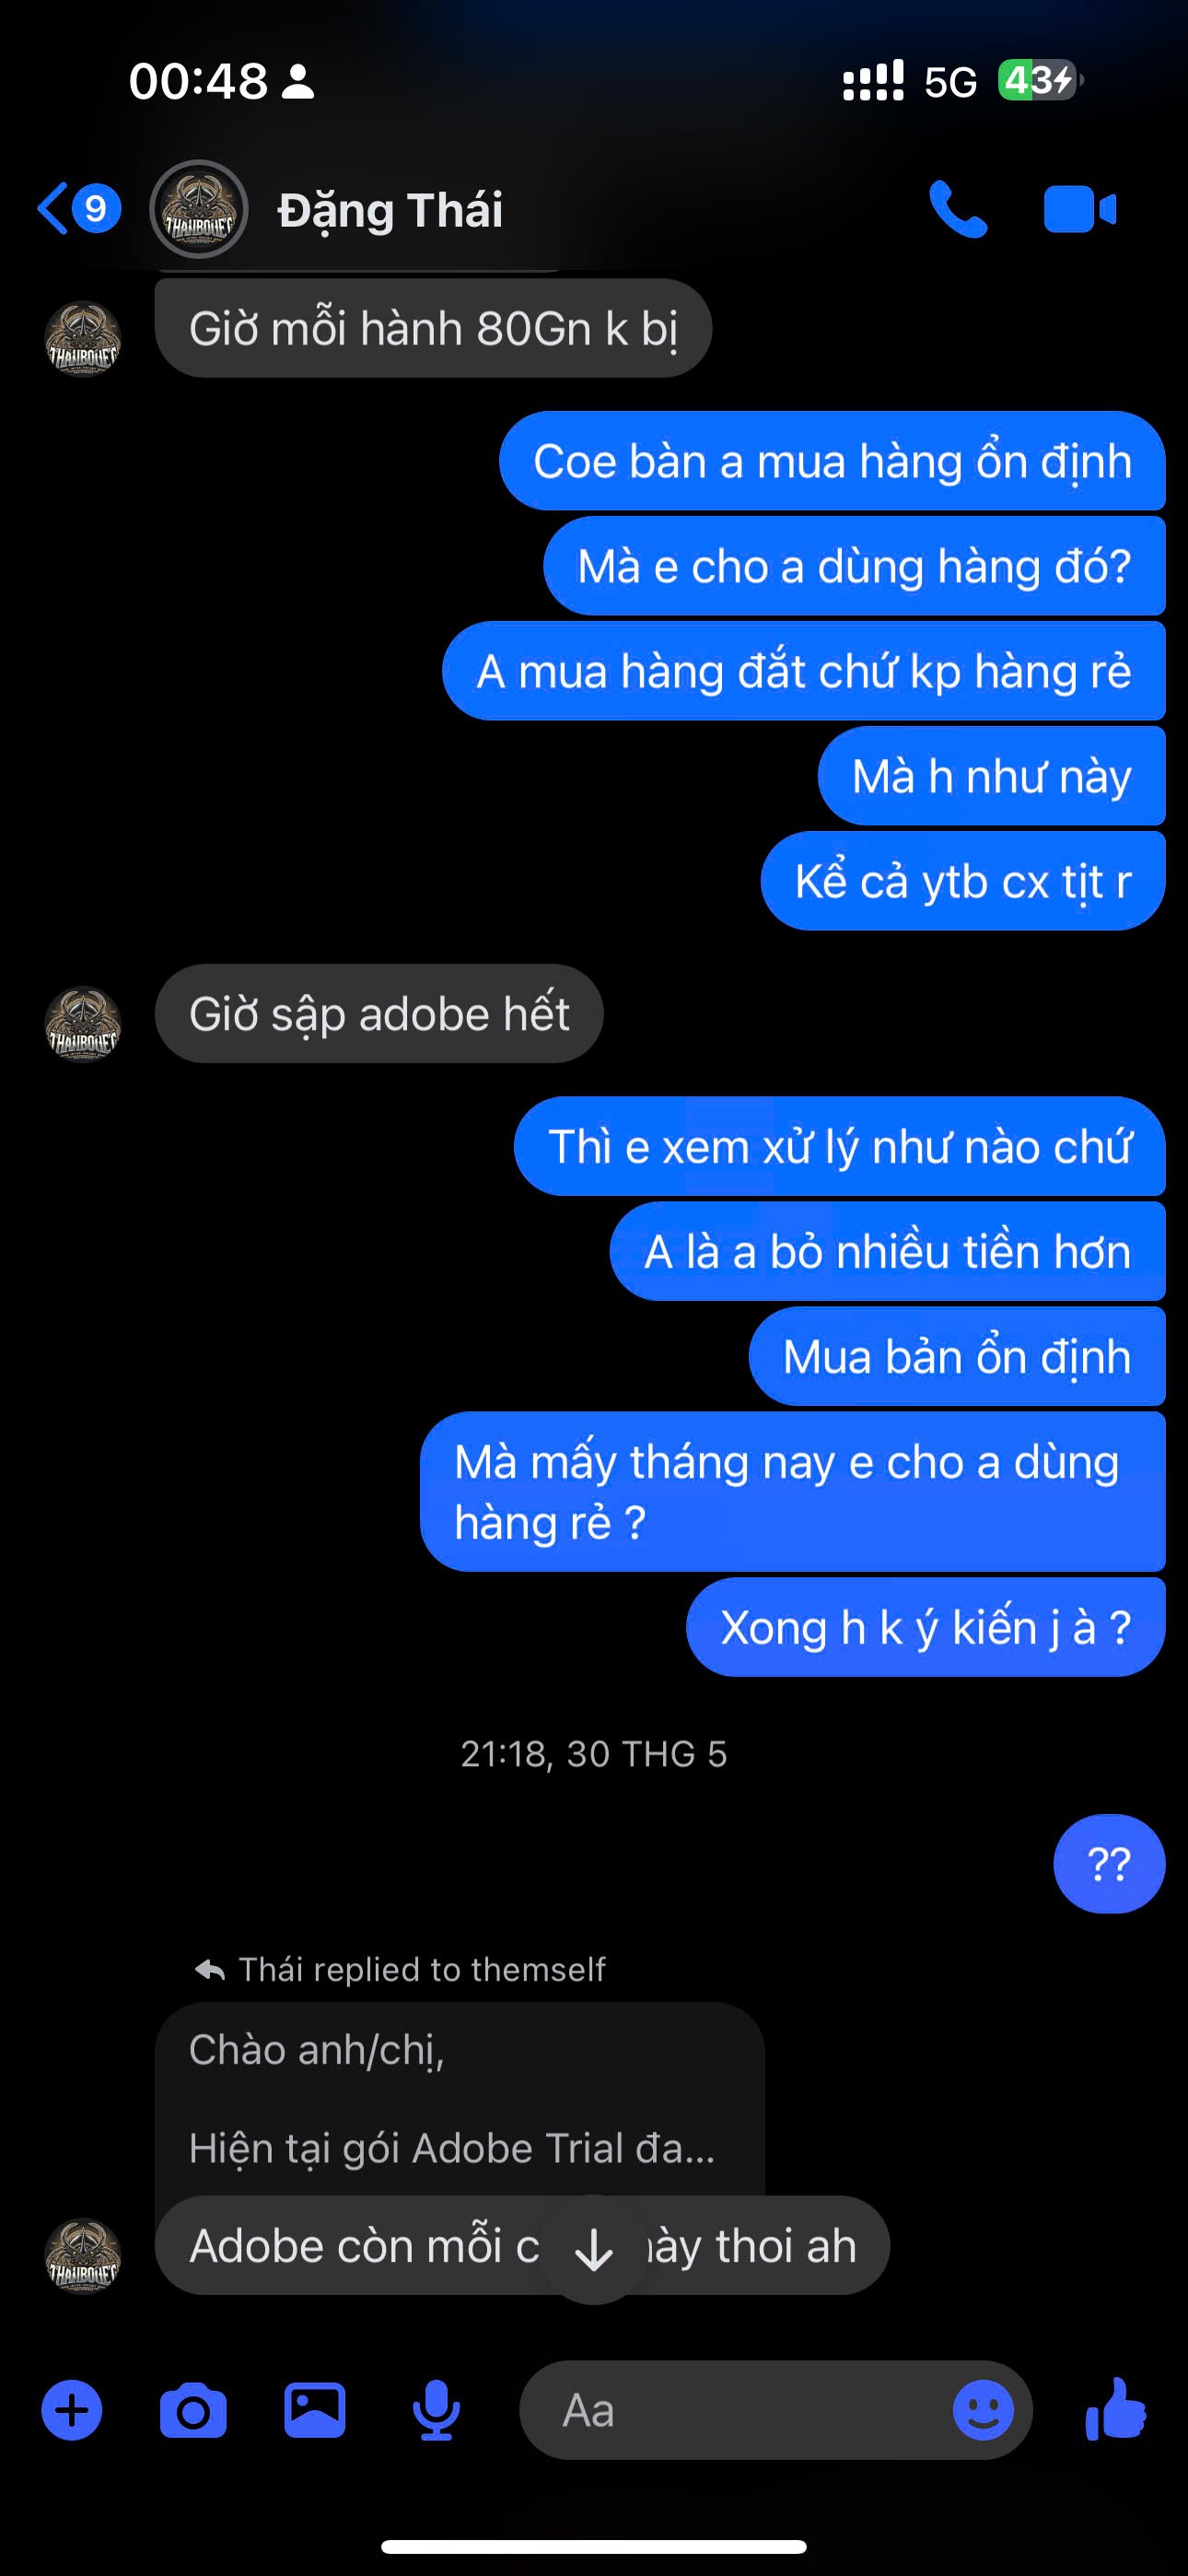 00:48
5G
43
9
Đặng Thái
Giờ mỗi hành 80Gn k bị
Coe bàn a mua hàng ổn định
Mà e cho a dùng hàng đó?
A mua hàng đắt chứ kp hàng rẻ
Mà h như này
Kể cả ytb cx tịt r
Giờ sập adobe hết
Thì e xem xử lý như nào chứ
A là a bỏ nhiều tiền hơn
Mua bản ổn định
Mà mấy tháng nay e cho a dùng
hàng rẻ ?
Xong h k ý kiến j à ?
21:18, 30 THG 5
??
Thái replied to themself
Chào anh/chị,
Hiện tại gói Adobe Trial đa...
Adobe còn mỗi c
ày thoi ah
Aa